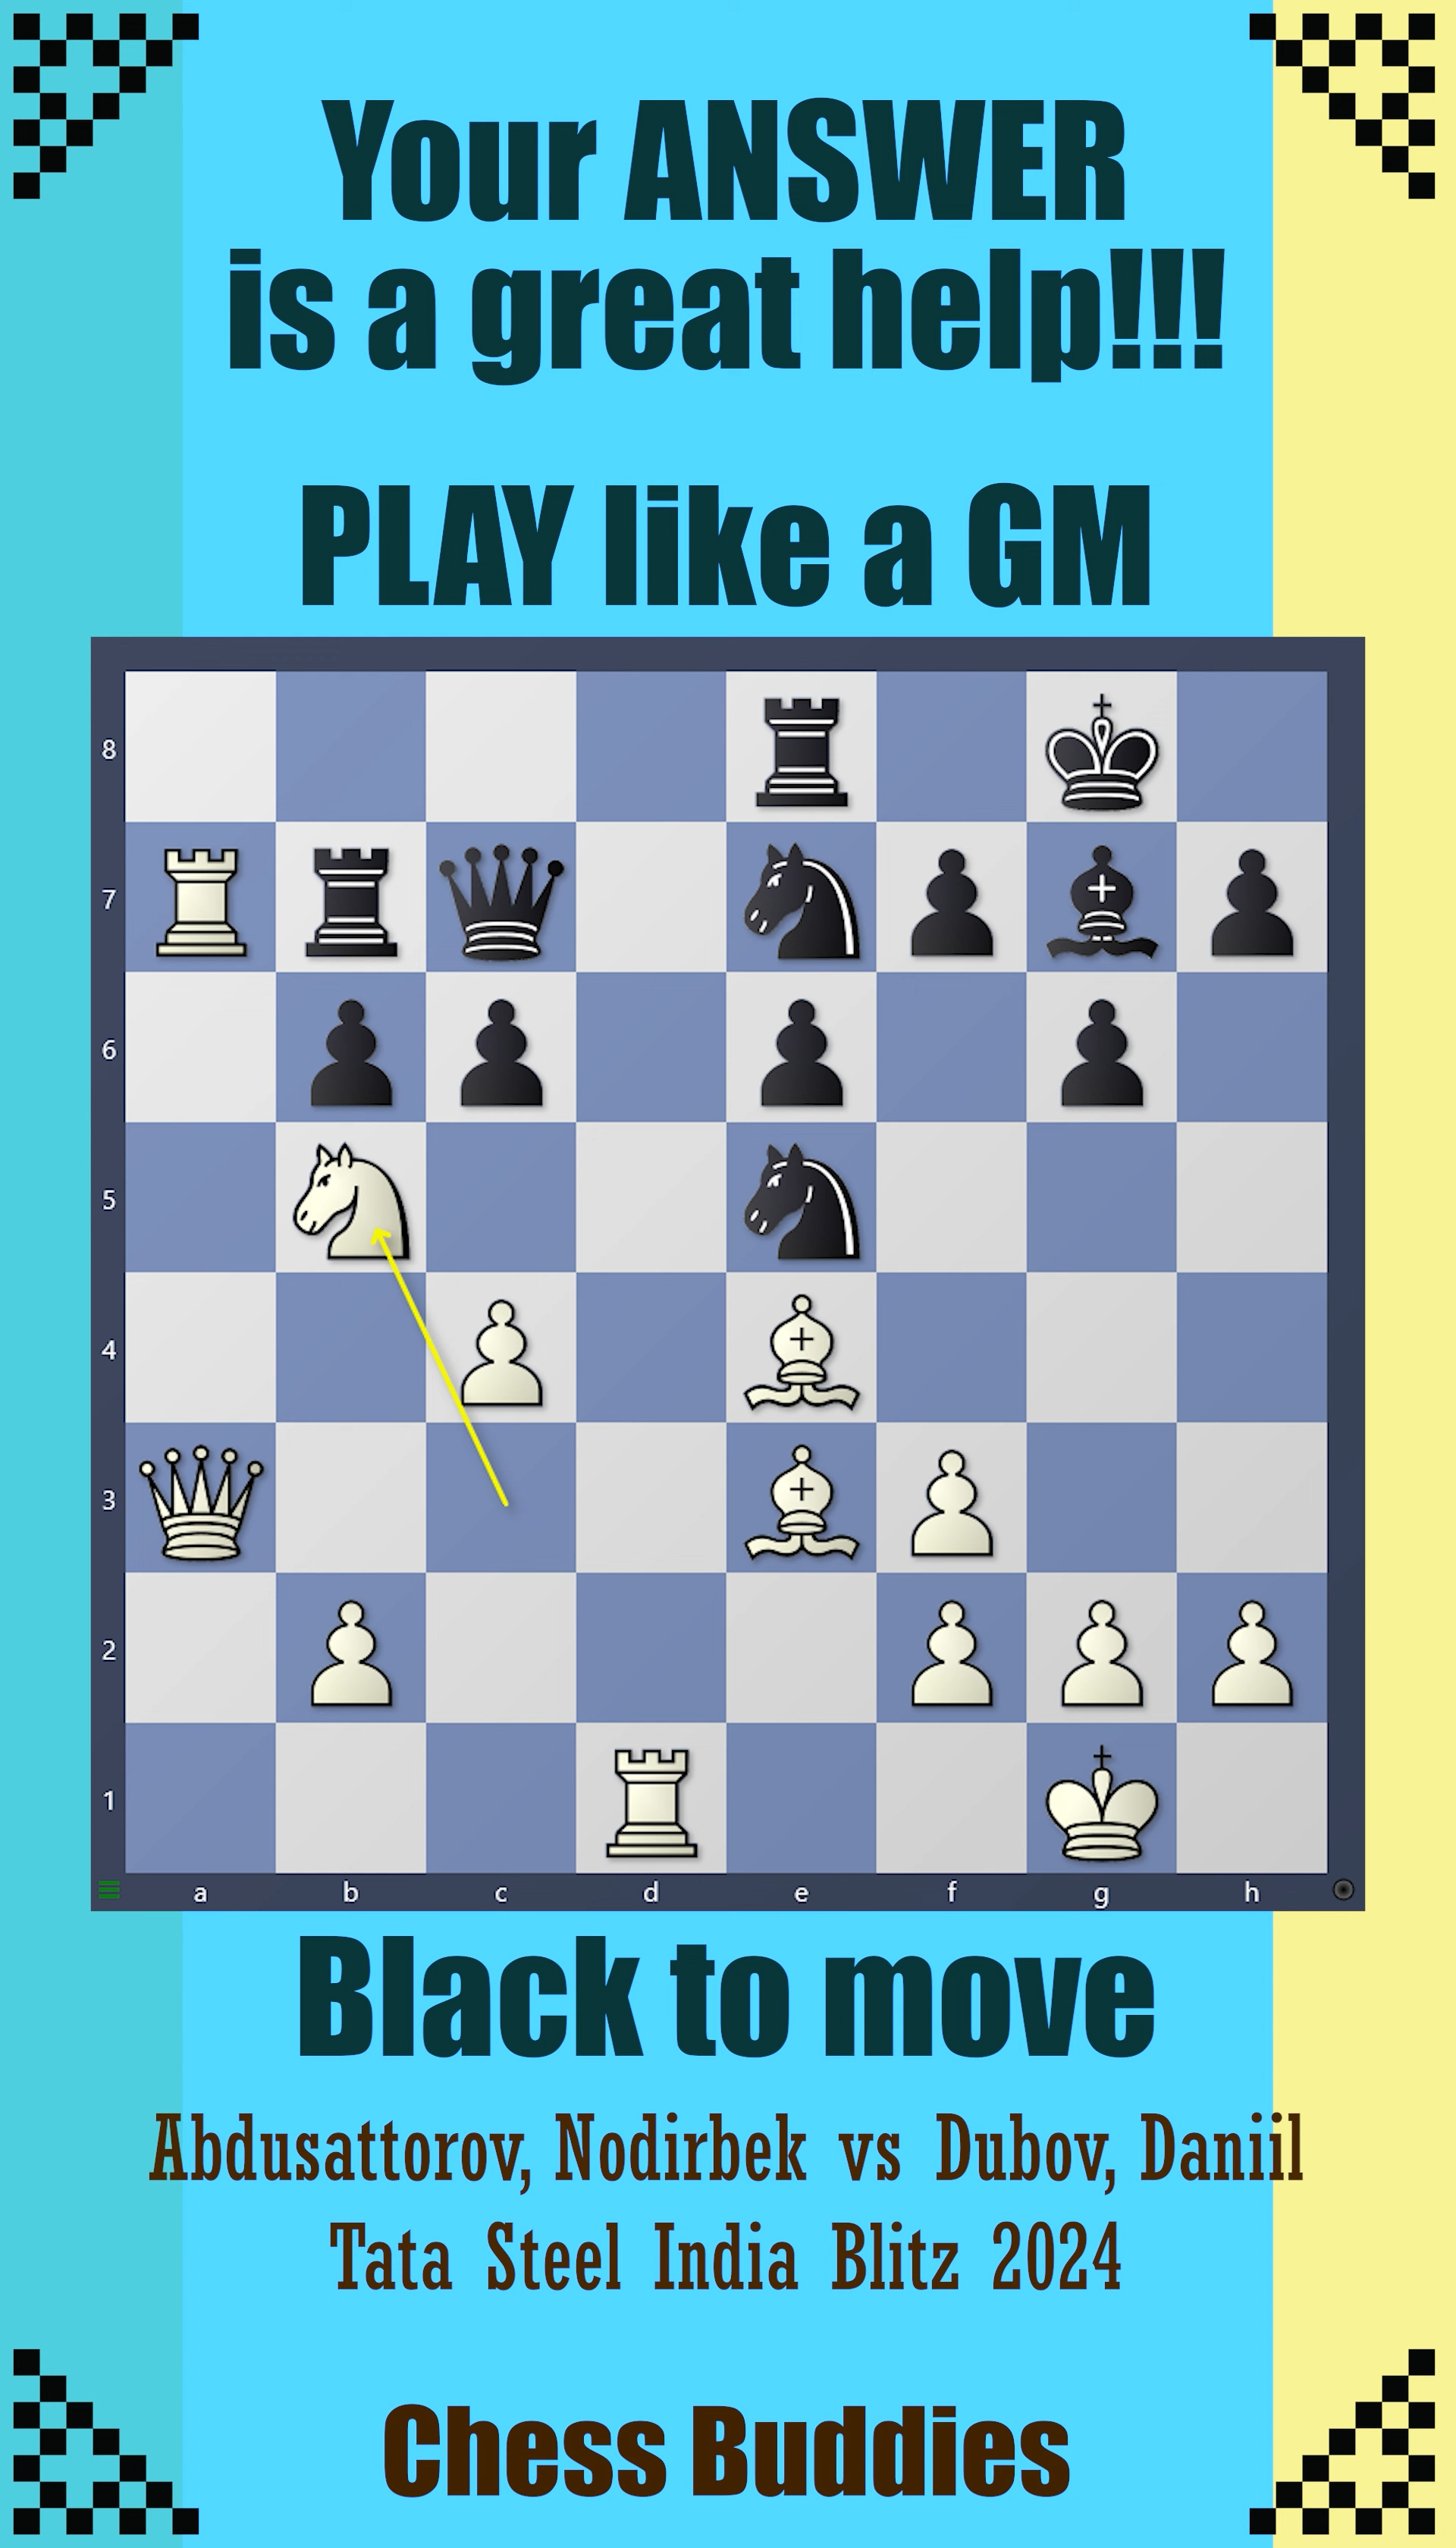 Your ANSWER
is a great help!!!
PLAY like a GM
8
7
6
5
4
3
2
1
a b c d e f g h
Black to move
Abdusattorov, Nodirbek vs Dubov, Daniil
Tata Steel India Blitz 2024
Chess Buddies